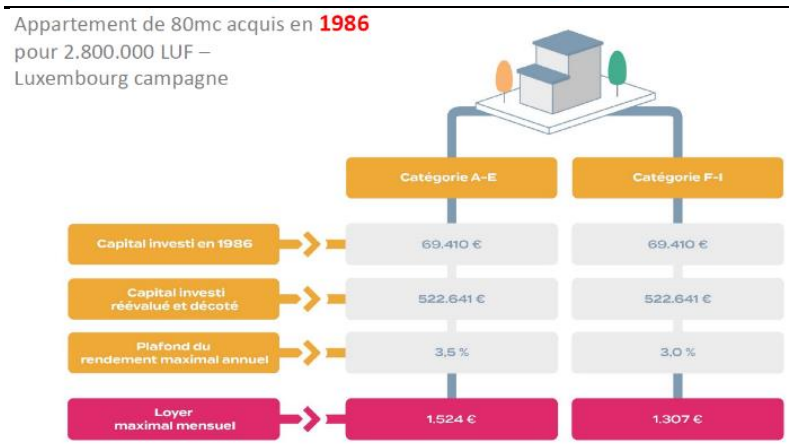 Appartement de 80mc acquis en 1986
pour 2.800.000 LUF –
Luxembourg campagne
Catégorie A-E
Catégorie F-I
Capital investi en 1986
69.410 €
69.410 €
Capital investi
réévalué et décoté
522.641 €
522.641 €
Plafond du
rendement maximal annuel
3,5 %
3,0 %
Loyer
maximal mensuel
1.524 €
1.307 €